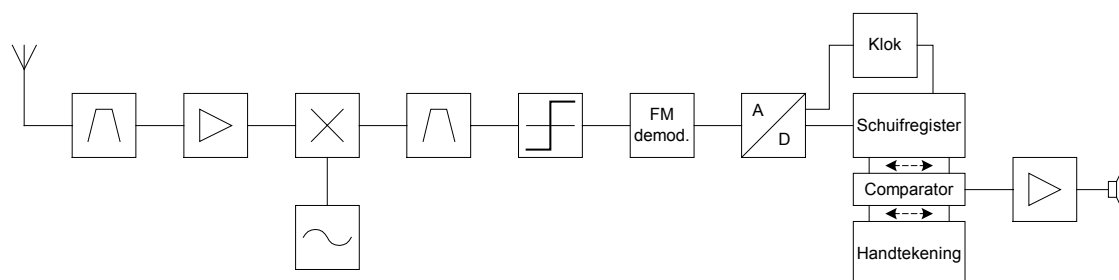 Klok
FM
demod.
A
D
Schuifregister
Comparator
Handtekening